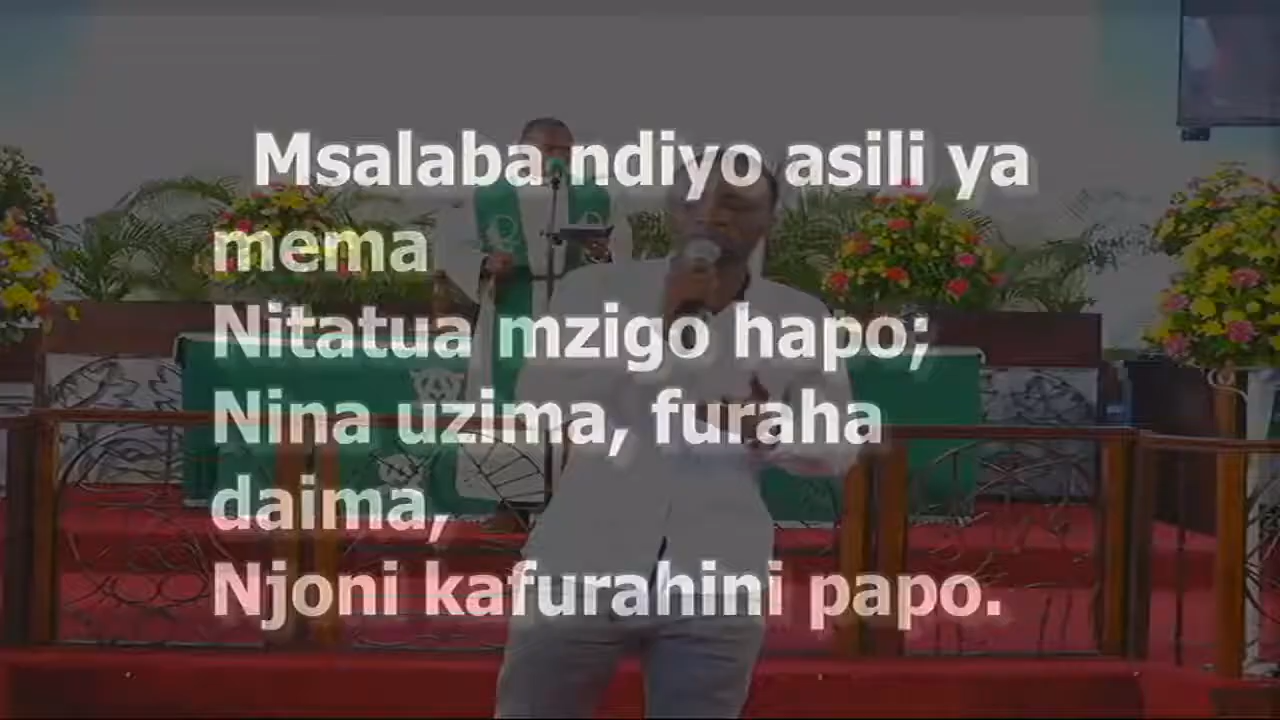 Msalaba ndiyo asili ya
mema
Nitatua mzigo hapo;
Nina uzima, furaha
daima,
Njoni kafurahini papo.